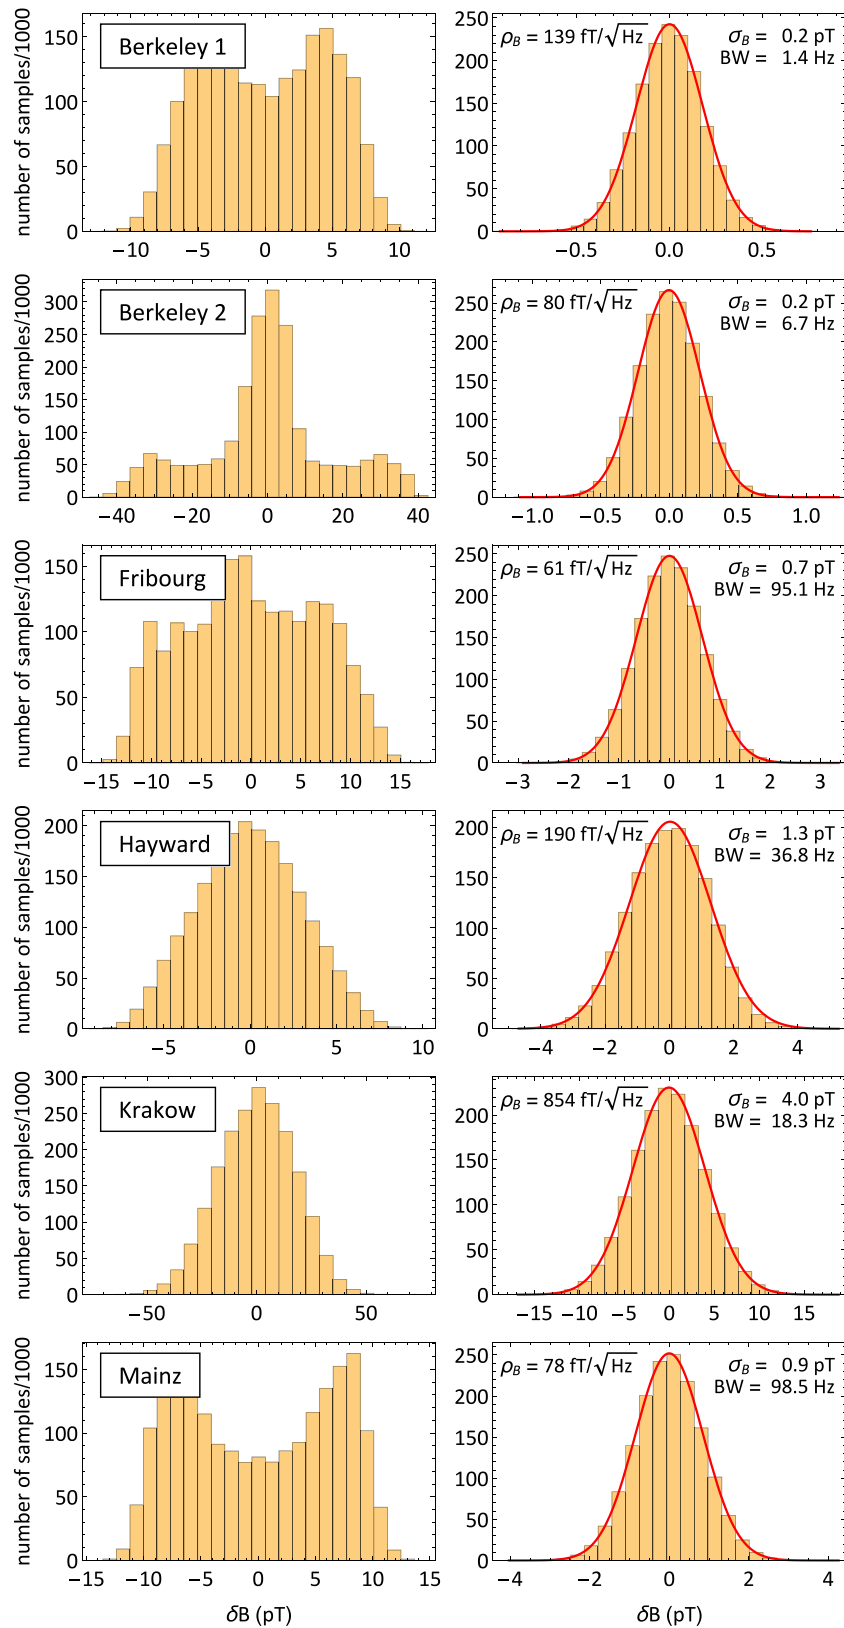 number of samples/1000
150
100
50
0
Berkeley 1
−10 −5 0 5 10
250
200
150
100
50
0
ρB = 139 fT/√Hz σB = 0.2 pT
BW = 1.4 Hz
−0.5 0.0 0.5
number of samples/1000
300
250
200
150
100
50
0
Berkeley 2
−40 −20 0 20 40
250
200
150
100
50
0
ρB = 80 fT/√Hz σB = 0.2 pT
BW = 6.7 Hz
−1.0 −0.5 0.0 0.5 1.0
number of samples/1000
150
100
50
0
Fribourg
−15 −10 −5 0 5 10 15
250
200
150
100
50
0
ρB = 61 fT/√Hz σB = 0.7 pT
BW = 95.1 Hz
−3 −2 −1 0 1 2 3
number of samples/1000
200
150
100
50
0
Hayward
−5 0 5 10
200
150
100
50
0
ρB = 190 fT/√Hz σB = 1.3 pT
BW = 36.8 Hz
−4 −2 0 2 4
number of samples/1000
300
250
200
150
100
50
0
Krakow
−50 0 50
200
150
100
50
0
ρB = 854 fT/√Hz σB = 4.0 pT
BW = 18.3 Hz
−15 −10 −5 0 5 10 15
number of samples/1000
150
100
50
0
Mainz
−15 −10 −5 0 5 10 15
δB (pT)
250
200
150
100
50
0
ρB = 78 fT/√Hz σB = 0.9 pT
BW = 98.5 Hz
−4 −2 0 2 4
δB (pT)